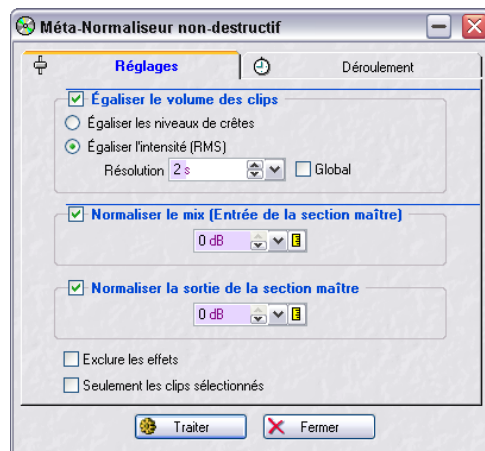 Méta-Normaliseur non-destructif
Réglages Déroulement
Égaliser le volume des clips
Égaliser les niveaux de crêtes
Égaliser l'intensité (RMS)
Résolution 2 s Global
Normaliser le mix (Entrée de la section maître)
0 dB
Normaliser la sortie de la section maître
0 dB
Exclure les effets
Seulement les clips sélectionnés
Traiter Fermer